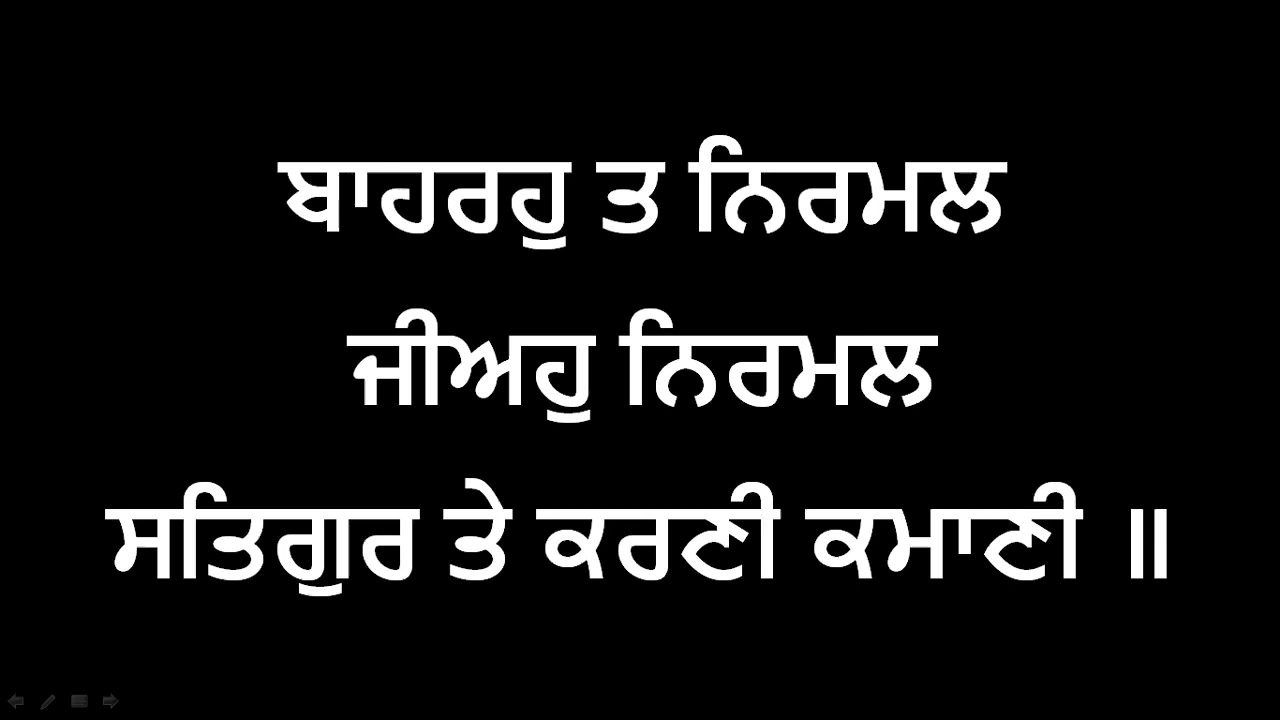 ਬਾਹਰਹੁ ਤ ਨਿਰਮਲ
ਜੀਅਹੁ ਨਿਰਮਲ
ਸਤਿਗੁਰ ਤੇ ਕਰਣੀ ਕਮਾਣੀ ॥